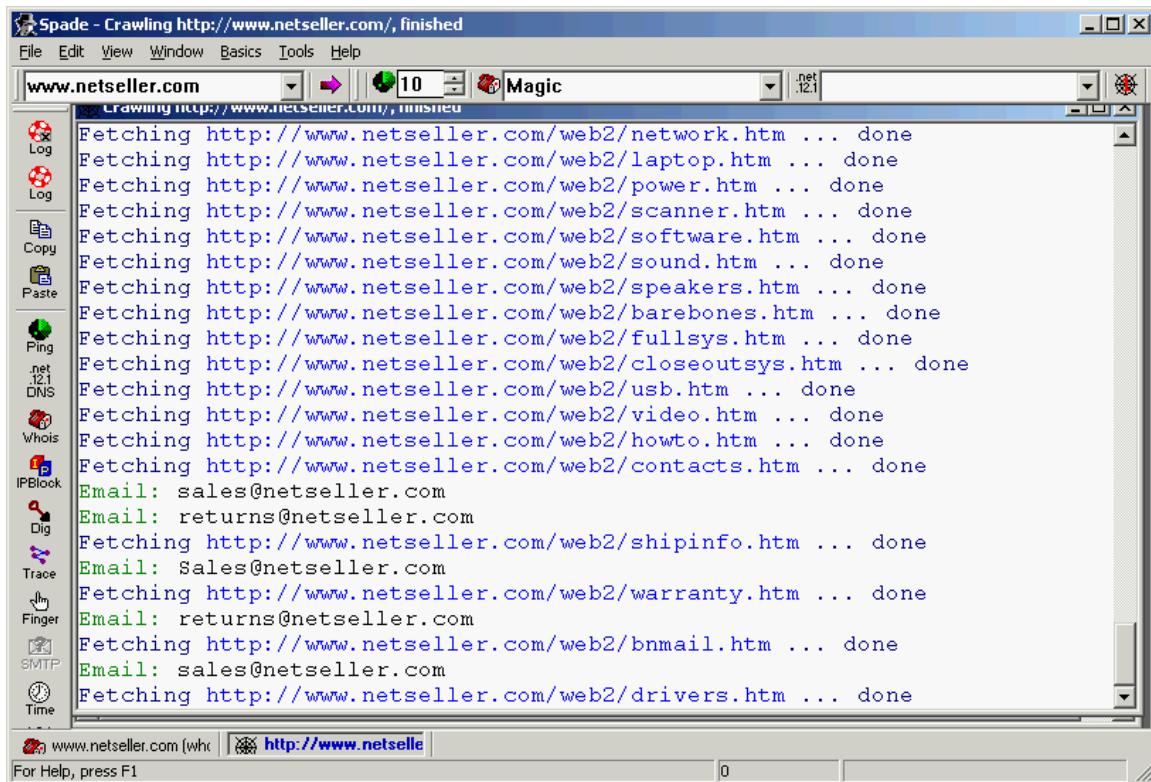 Spade - Crawling http://www.netseller.com/, finished
File Edit View Window Basics Tools Help
www.netseller.com 10 Magic .net .12.1
Crawling http://www.netseller.com/, finished
Log
Log
Copy
Paste
Ping
.net .12.1 DNS
Whois
IPBlock
Dig
Trace
Finger
SMTP
Time
Fetching http://www.netseller.com/web2/network.htm ... done
Fetching http://www.netseller.com/web2/laptop.htm ... done
Fetching http://www.netseller.com/web2/power.htm ... done
Fetching http://www.netseller.com/web2/scanner.htm ... done
Fetching http://www.netseller.com/web2/software.htm ... done
Fetching http://www.netseller.com/web2/sound.htm ... done
Fetching http://www.netseller.com/web2/speakers.htm ... done
Fetching http://www.netseller.com/web2/barebones.htm ... done
Fetching http://www.netseller.com/web2/fullsys.htm ... done
Fetching http://www.netseller.com/web2/closeoutsys.htm ... done
Fetching http://www.netseller.com/web2/usb.htm ... done
Fetching http://www.netseller.com/web2/video.htm ... done
Fetching http://www.netseller.com/web2/howto.htm ... done
Fetching http://www.netseller.com/web2/contacts.htm ... done
Email: sales@netseller.com
Email: returns@netseller.com
Fetching http://www.netseller.com/web2/shipinfo.htm ... done
Email: Sales@netseller.com
Fetching http://www.netseller.com/web2/warranty.htm ... done
Email: returns@netseller.com
Fetching http://www.netseller.com/web2/bnmail.htm ... done
Email: sales@netseller.com
Fetching http://www.netseller.com/web2/drivers.htm ... done
www.netseller.com (who http://www.netselle
For Help, press F1 0